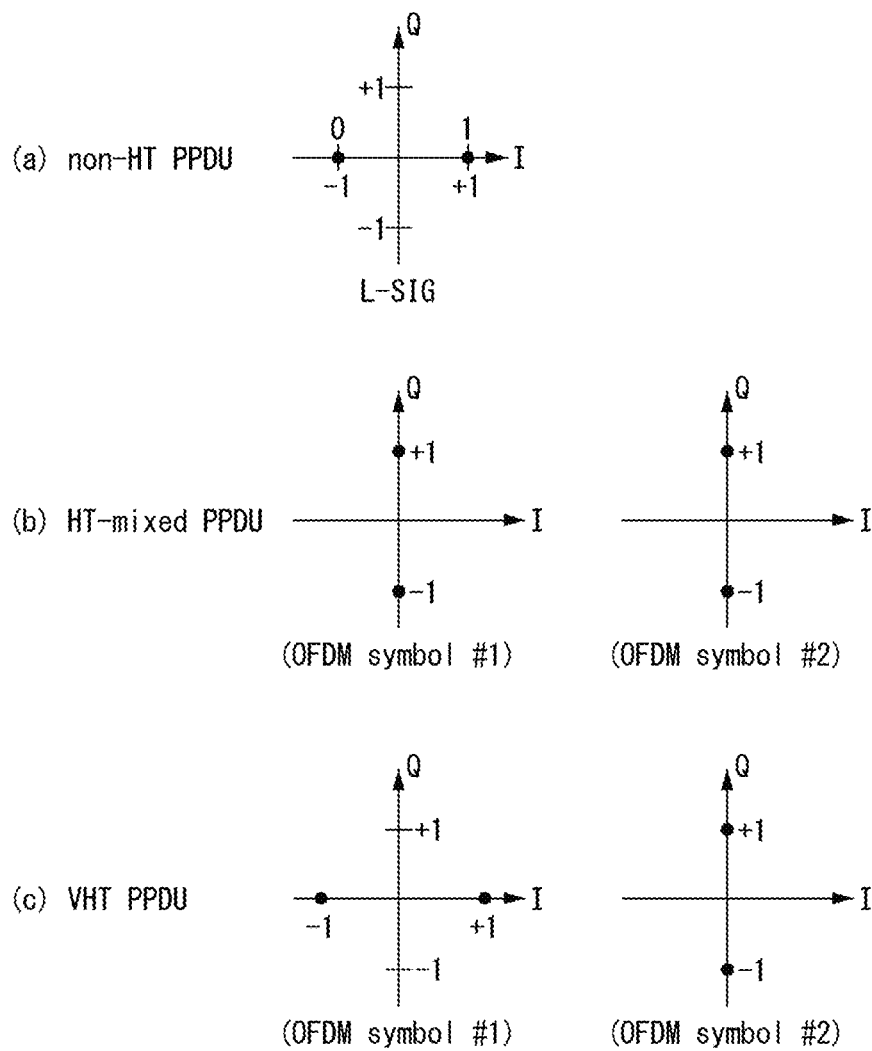 Q
+1
0 1
(a) non-HT PPDU I
-1 +1
-1
L-SIG
Q Q
+1 +1
(b) HT-mixed PPDU I I
-1 -1
(OFDM symbol #1) (OFDM symbol #2)
Q Q
+1 +1
(c) VHT PPDU I I
-1 +1
-1 -1
(OFDM symbol #1) (OFDM symbol #2)